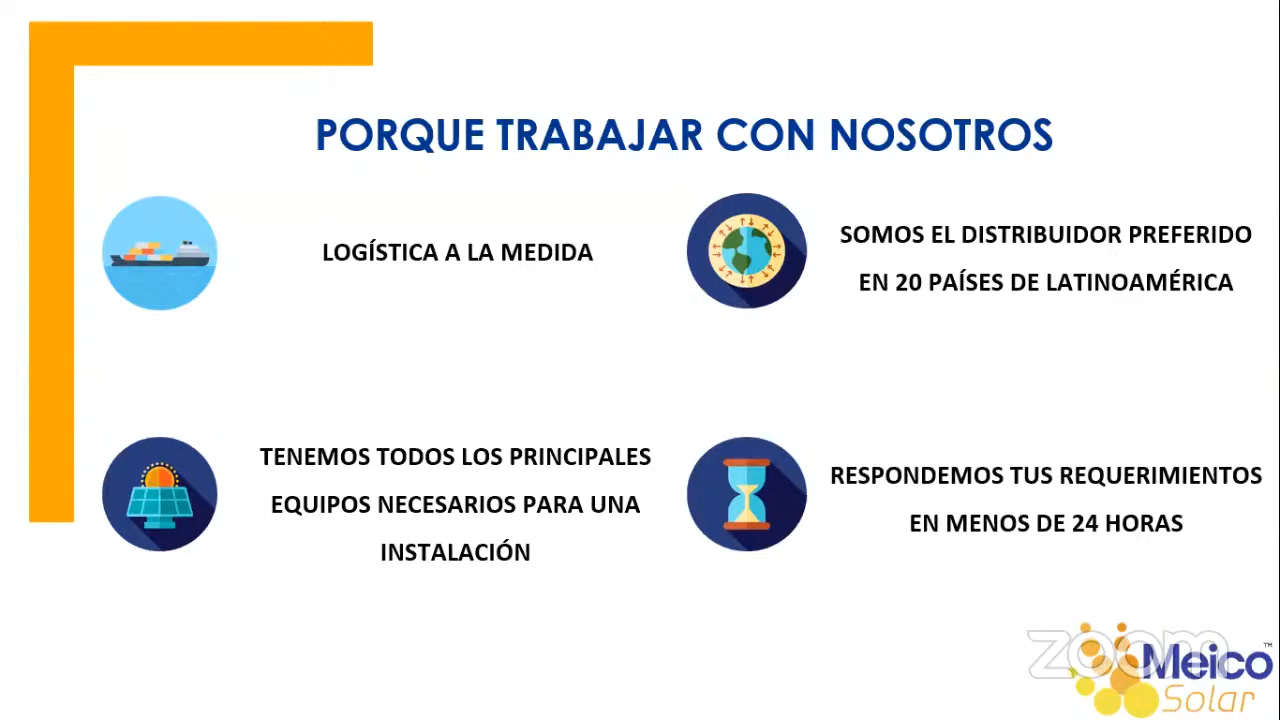 PORQUE TRABAJAR CON NOSOTROS
LOGÍSTICA A LA MEDIDA
SOMOS EL DISTRIBUIDOR PREFERIDO
EN 20 PAÍSES DE LATINOAMÉRICA
TENEMOS TODOS LOS PRINCIPALES
EQUIPOS NECESARIOS PARA UNA
INSTALACIÓN
RESPONDEMOS TUS REQUERIMIENTOS
EN MENOS DE 24 HORAS
zoom
Meico™
Solar